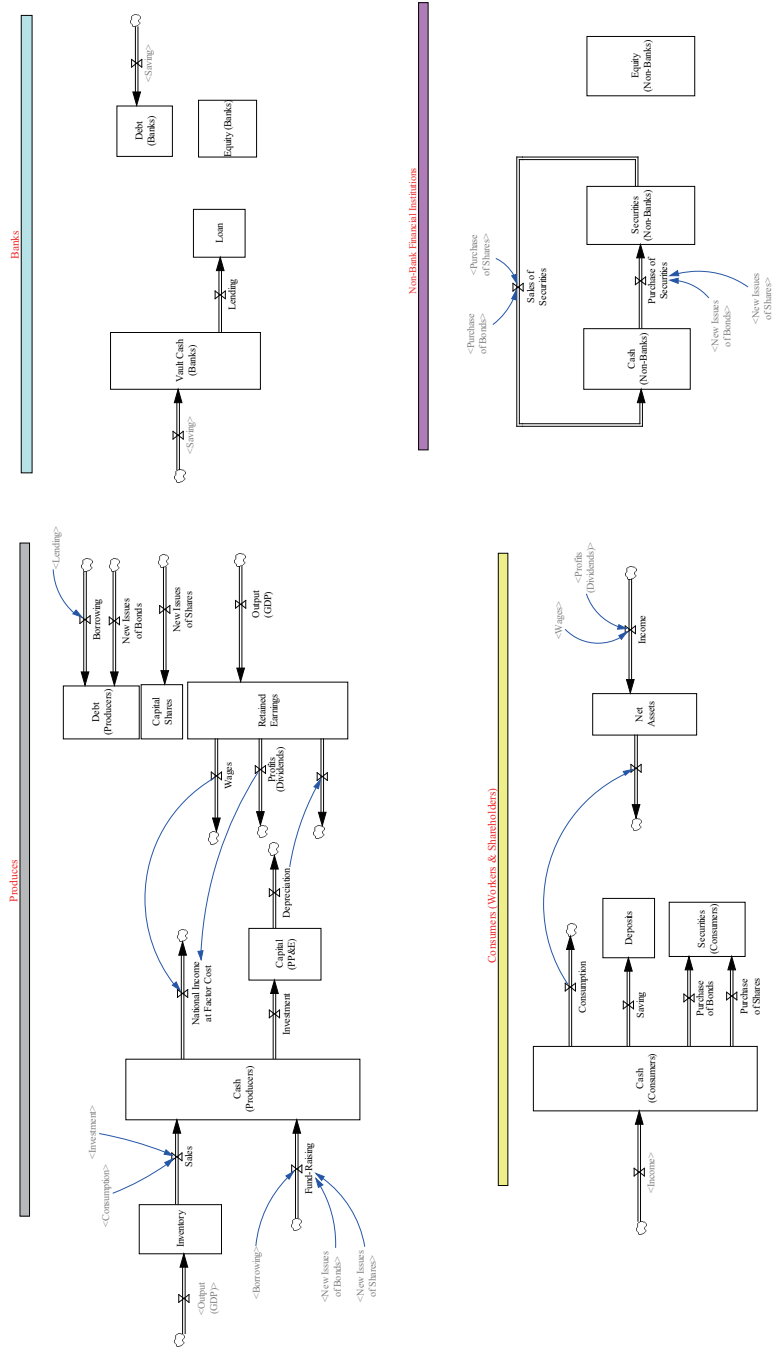 Produces
<Output
(GDP)>
Inventory
<Consumption>
<Investment>
Sales
<Borrowing>
<New Issues
of Bonds>
<New Issues
of Shares>
Fund-Raising
Cash
(Producers)
National Income
at Factor Cost
Investment
Capital
(PP&E)
Depreciation
Wages
Profits
(Dividends)
Debt
(Producers)
Capital
Shares
Retained
Earnings
<Lending>
Borrowing
New Issues
of Bonds
New Issues
of Shares
Output
(GDP)
Banks
<Saving>
Vault Cash
(Banks)
Lending
Loan
Debt
(Banks)
Equity (Banks)
<Saving>
Consumers (Workers & Shareholders)
<Income>
Cash
(Consumers)
Consumption
Saving
Purchase
of Bonds
Purchase
of Shares
Deposits
Securities
(Consumers)
Net
Assets
<Wages>
<Profits
(Dividends)>
Income
Non-Bank Financial Institutions
<Purchase
of Bonds>
<Purchase
of Shares>
Sales of
Securities
Cash
(Non-Banks)
Purchase of
Securities
<New Issues
of Bonds>
<New Issues
of Shares>
Securities
(Non-Banks)
Equity
(Non-Banks)